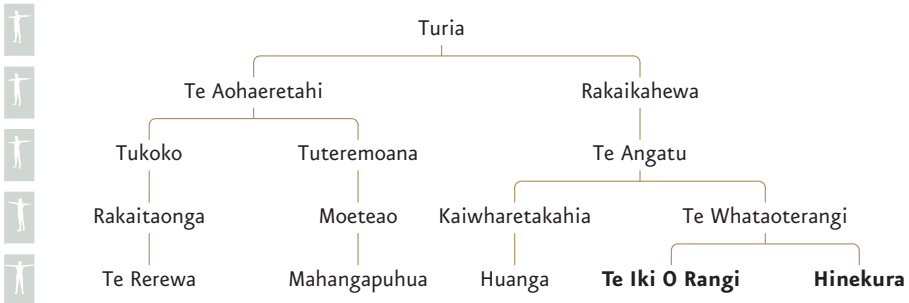 Turia
Te Aohaeretahi Rakaikahewa
Tukoko Tuteremoana Te Angatu
Rakaitaonga Moeteao Kaiwharetakahia Te Whataoterangi
Te Rerewa Mahangapuhua Huanga Te Iki O Rangi Hinekura